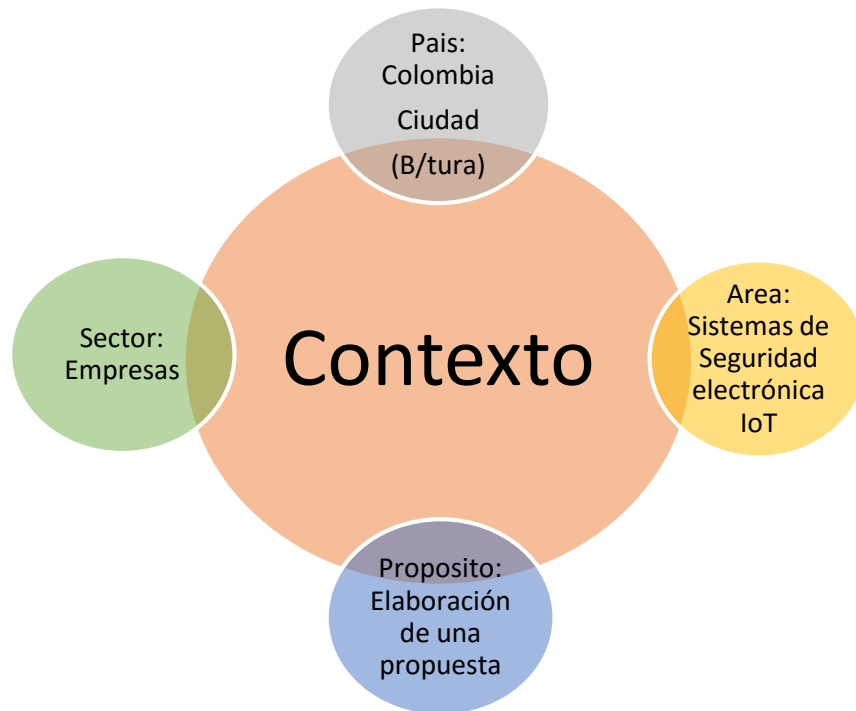 Pais:
Colombia
Ciudad
(B/tura)
Sector:
Empresas
Contexto
Area:
Sistemas de
Seguridad
electrónica
IoT
Proposito:
Elaboración
de una
propuesta